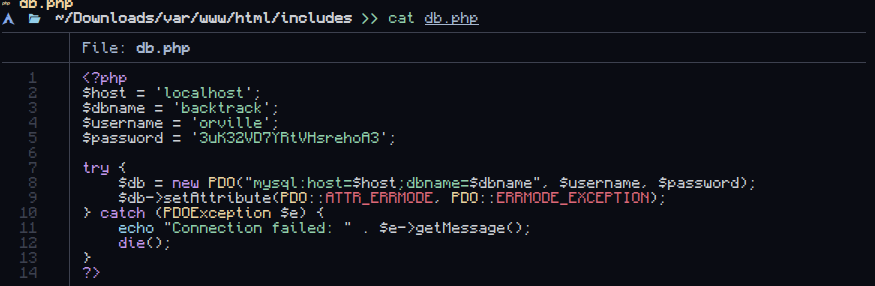 db.php
~/Downloads/var/www/html/includes >> cat db.php
File: db.php
1 <?php
2 $host = 'localhost';
3 $dbname = 'backtrack';
4 $username = 'orville';
5 $password = '3uK32VD7YRtVHsrehoA3';
6
7 try {
8 $db = new PDO("mysql:host=$host;dbname=$dbname", $username, $password);
9 $db->setAttribute(PDO::ATTR_ERRMODE, PDO::ERRMODE_EXCEPTION);
10 } catch (PDOException $e) {
11 echo "Connection failed: " . $e->getMessage();
12 die();
13 }
14 ?>